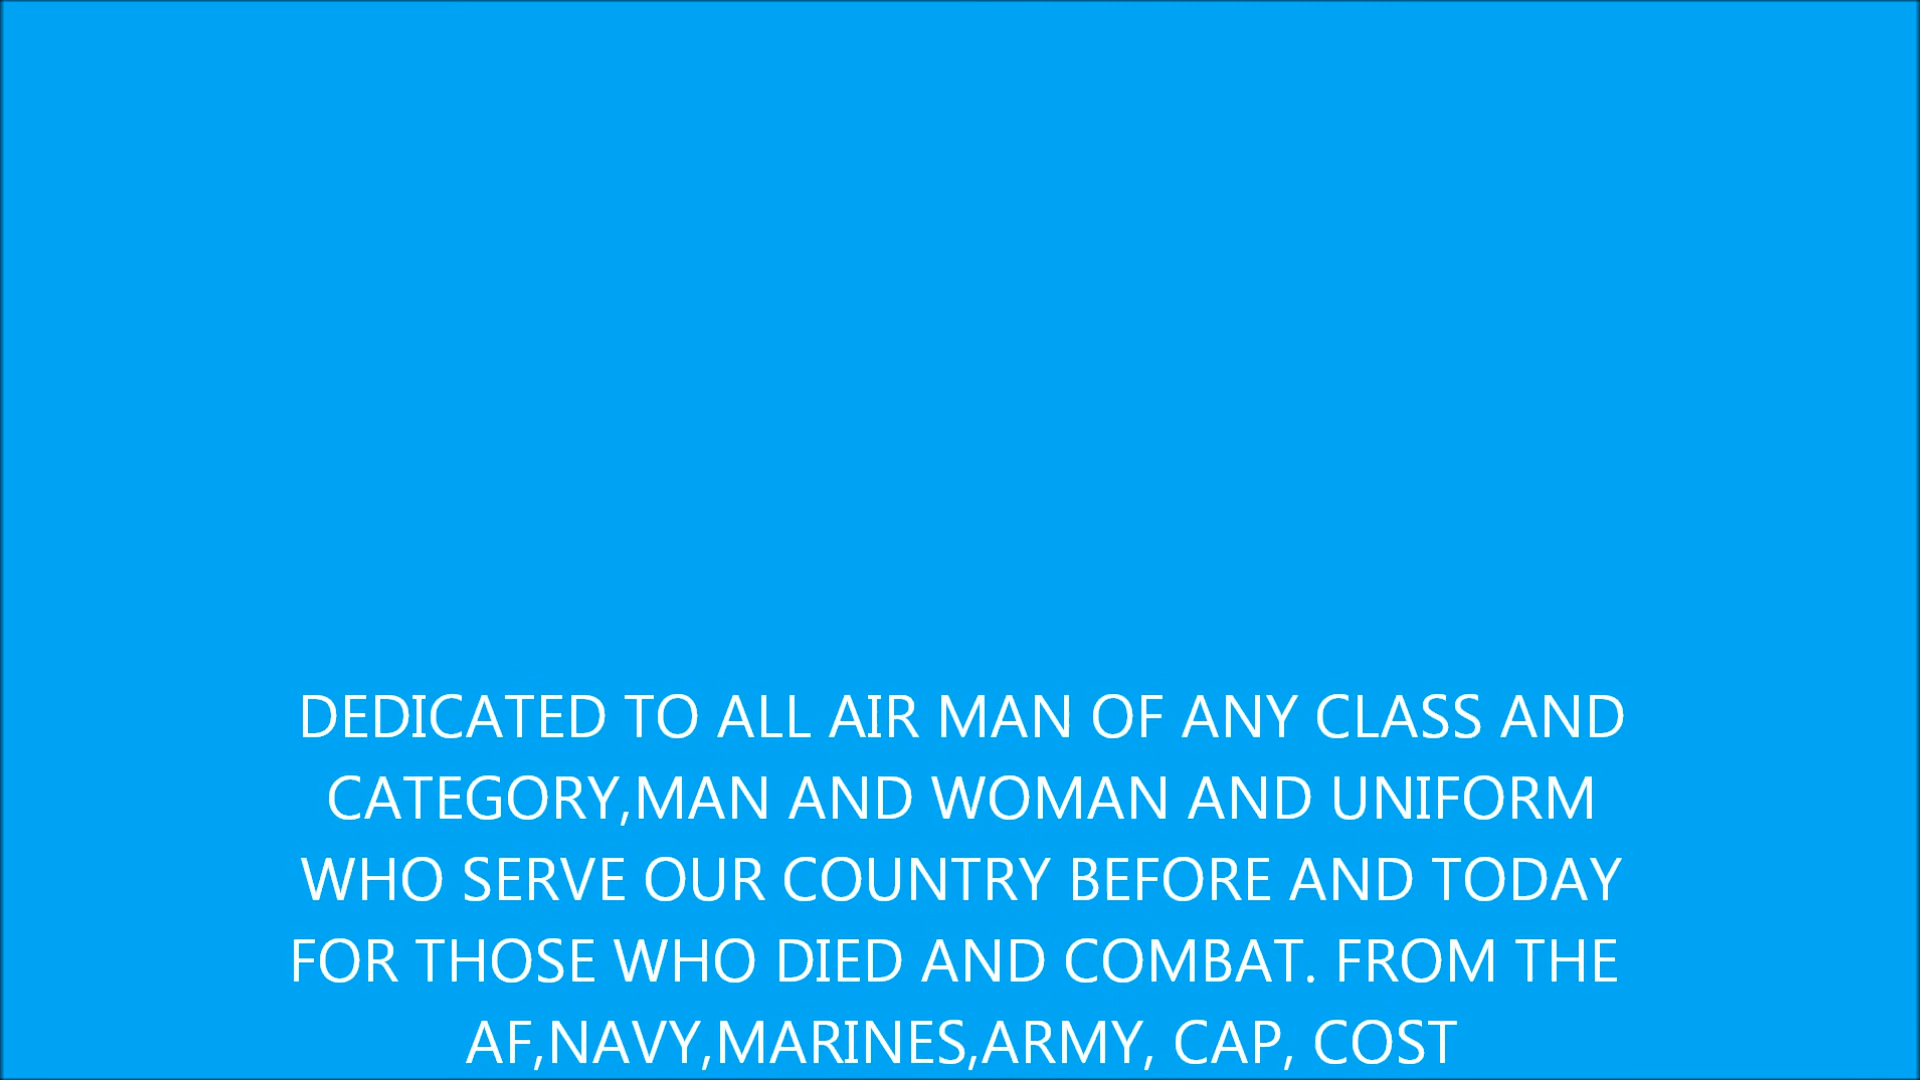 DEDICATED TO ALL AIR MAN OF ANY CLASS AND
CATEGORY,MAN AND WOMAN AND UNIFORM
WHO SERVE OUR COUNTRY BEFORE AND TODAY
FOR THOSE WHO DIED AND COMBAT. FROM THE
AF,NAVY,MARINES,ARMY, CAP, COST